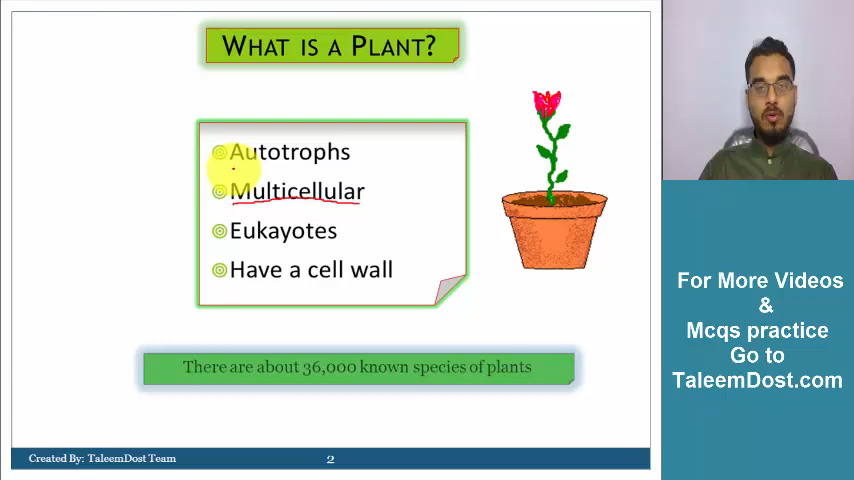 WHAT IS A PLANT?
Autotrophs
Multicellular
Eukayotes
Have a cell wall
There are about 36,000 known species of plants
Created By: TaleemDost Team
2
For More Videos
&
Mcqs practice
Go to
TaleemDost.com